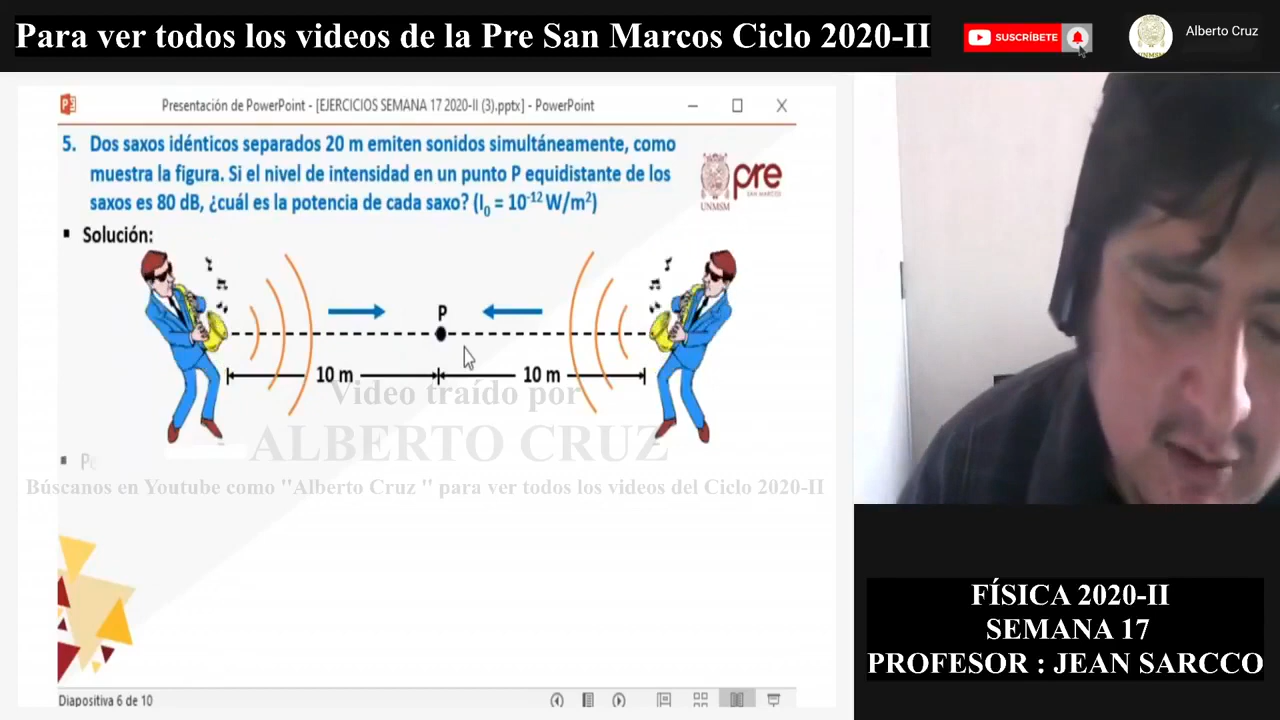 Para ver todos los videos de la Pre San Marcos Ciclo 2020-II
SUSCRÍBETE
Alberto Cruz
UNMSM
Presentación de PowerPoint - [EJERCICIOS SEMANA 17 2020-II (3).pptx] - PowerPoint
5. Dos saxos idénticos separados 20 m emiten sonidos simultáneamente, como
muestra la figura. Si el nivel de intensidad en un punto P equidistante de los
saxos es 80 dB, ¿cuál es la potencia de cada saxo? (I₀ = 10⁻¹² W/m²)
pre
SAN MARCOS
UNMSM
▪ Solución:
P
10 m
10 m
Video traído por
ALBERTO CRUZ
▪ Pe
Búscanos en Youtube como "Alberto Cruz " para ver todos los videos del Ciclo 2020-II
FÍSICA 2020-II
SEMANA 17
PROFESOR : JEAN SARCCO
Diapositiva 6 de 10